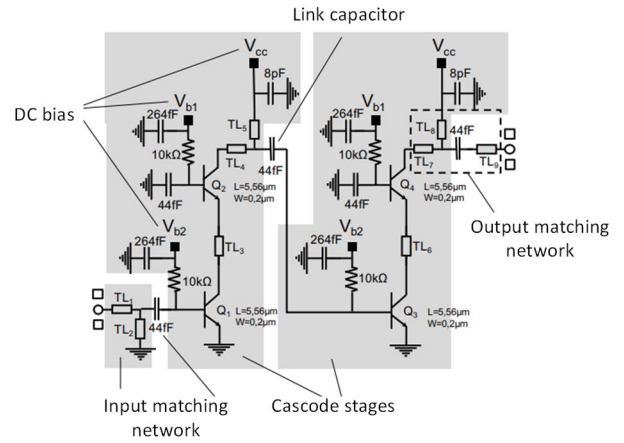 Link capacitor
Vcc
Vcc
8pF
8pF
DC bias
Vb1
Vb1
264fF
264fF
TL5
TL8
44fF
10kΩ
10kΩ
TL4
TL7
TL9
44fF
44fF
44fF
Q2
L=5,56µm
W=0,2µm
Q4
L=5,56µm
W=0,2µm
Output matching
network
Vb2
Vb2
264fF
264fF
TL3
TL6
10kΩ
10kΩ
TL1
TL2
44fF
Q1
L=5,56µm
W=0,2µm
Q3
L=5,56µm
W=0,2µm
Input matching
network
Cascode stages